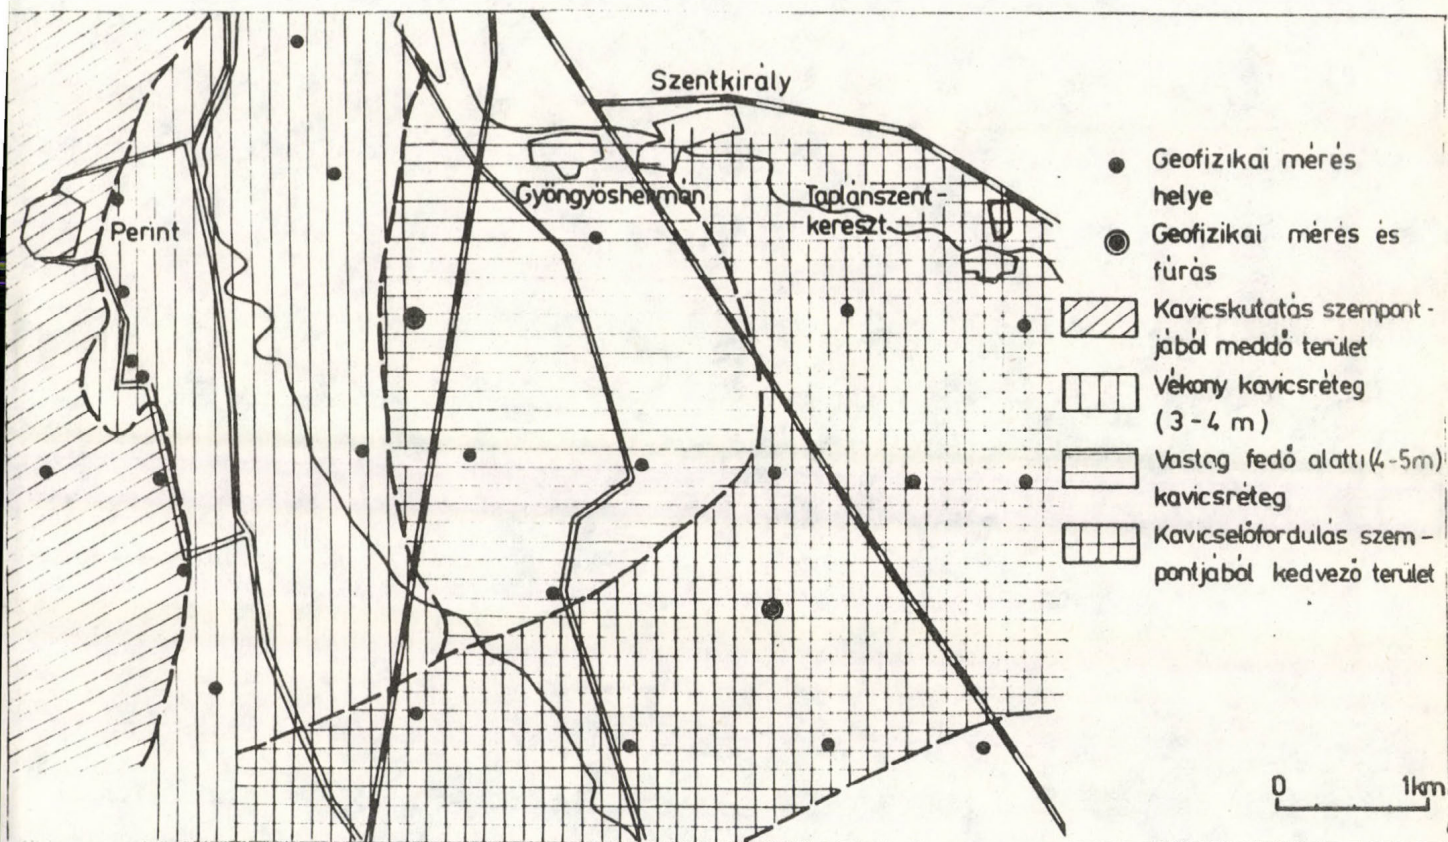 Szentkirály
Gyöngyöshermán
Taplánszent-
kereszt
Perint
Geofizikai mérés
helye
Geofizikai mérés és
fúrás
Kavicskutatás szempont-
jából meddő terület
Vékony kavicsréteg
(3-4 m)
Vastag fedő alatti (4-5m)
kavicsréteg
Kavicselőfordulás szem-
pontjából kedvező terület
0 1km